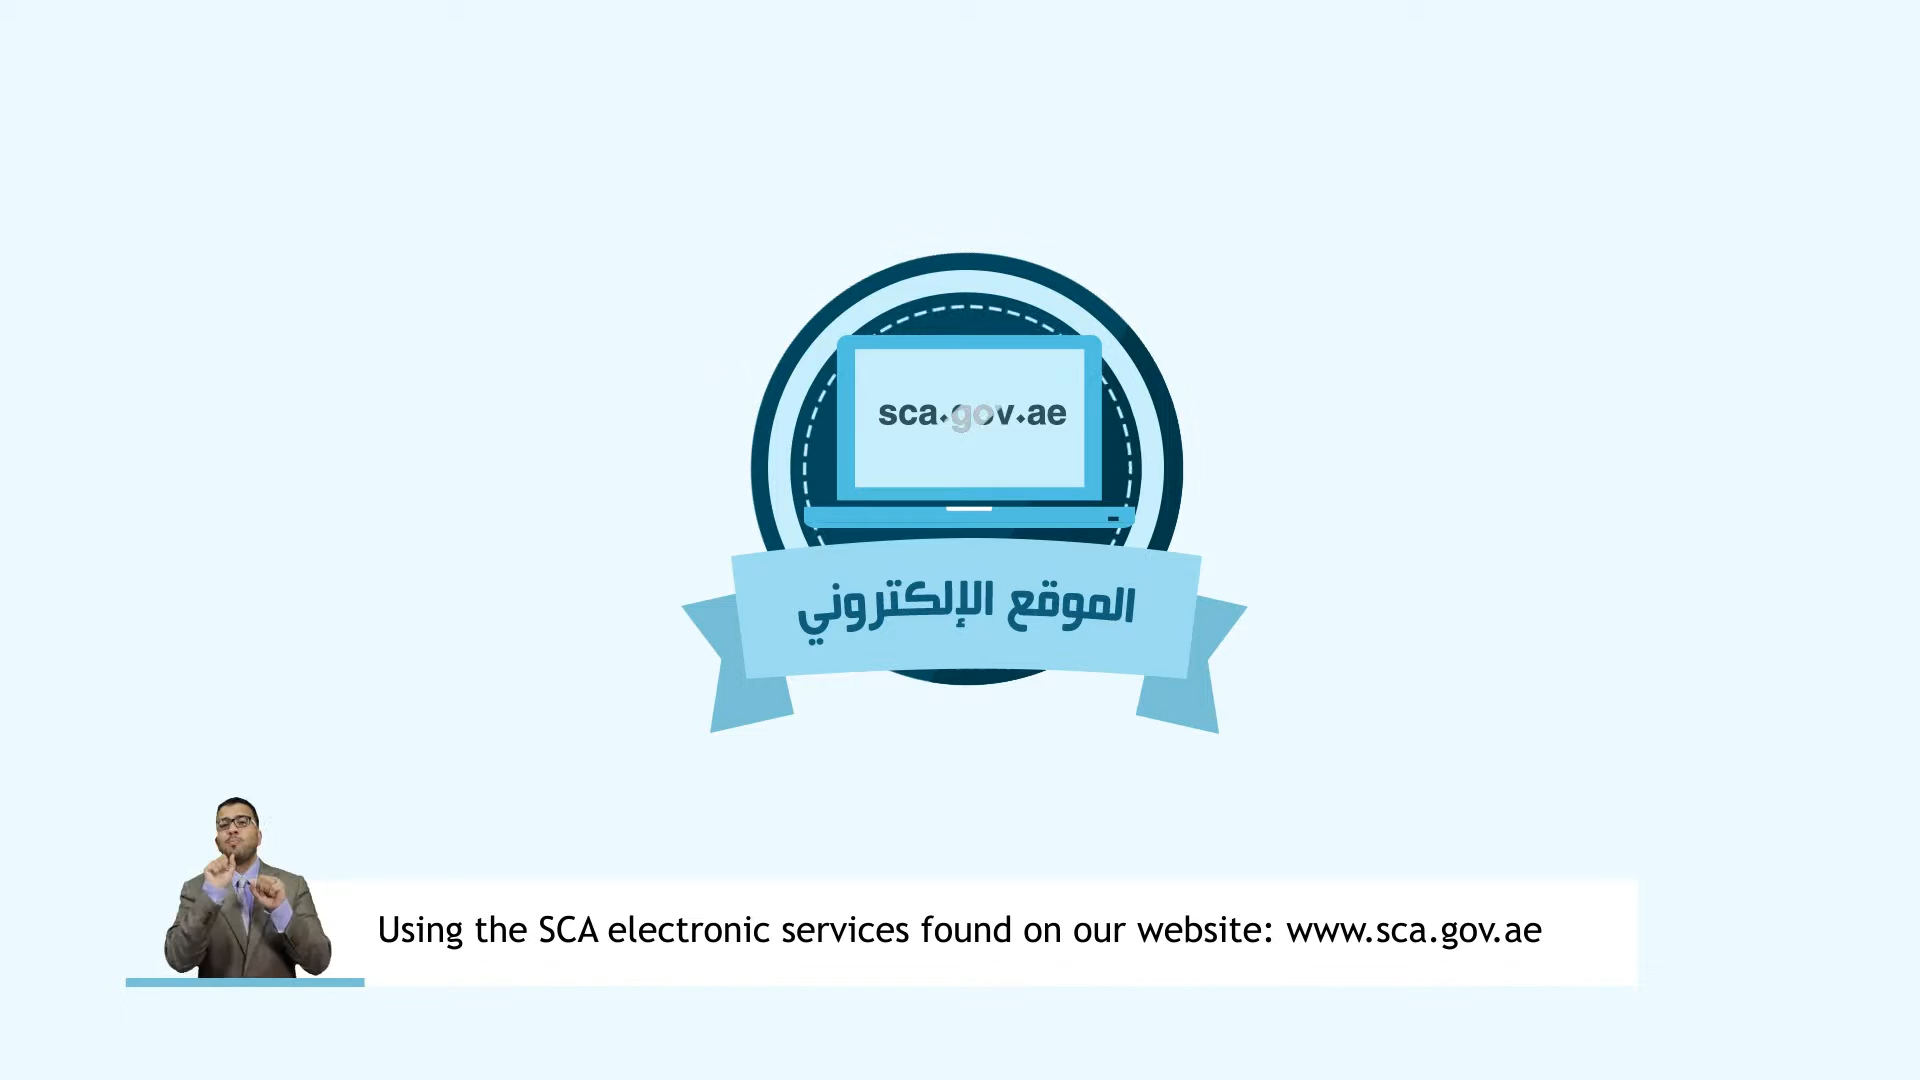 sca.gov.ae
الموقع الإلكتروني
Using the SCA electronic services found on our website: www.sca.gov.ae